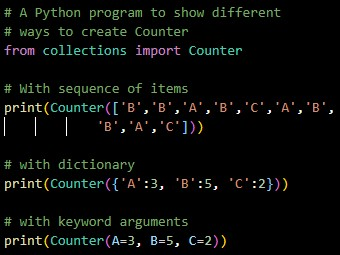 # A Python program to show different
# ways to create Counter
from collections import Counter

# With sequence of items
print(Counter(['B','B','A','B','C','A','B',
            'B','A','C']))

# with dictionary
print(Counter({'A':3, 'B':5, 'C':2}))

# with keyword arguments
print(Counter(A=3, B=5, C=2))